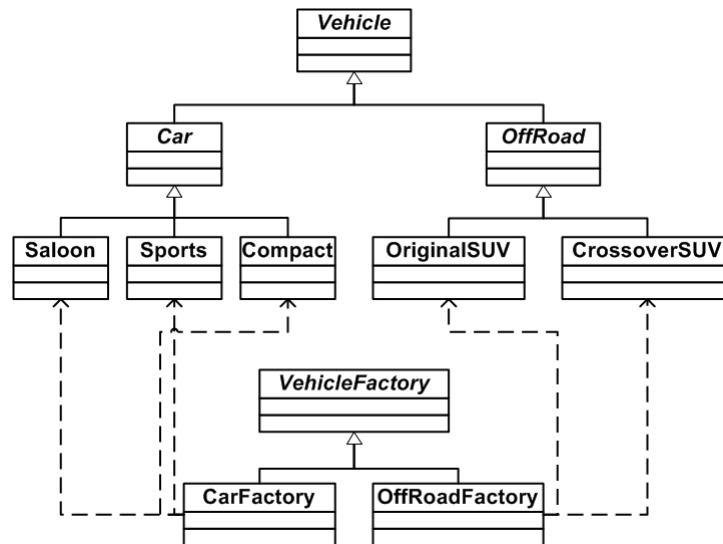 Vehicle
Car
OffRoad
Saloon
Sports
Compact
OriginalSUV
CrossoverSUV
VehicleFactory
CarFactory
OffRoadFactory